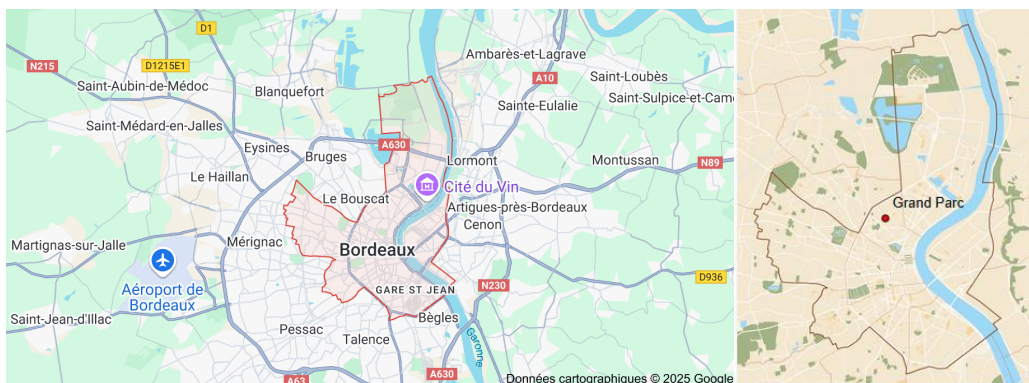 D1
Ambarès-et-Lagrave
N215
D1215E1
A10
Saint-Loubès
Saint-Aubin-de-Médoc
Blanquefort
Sainte-Eulalie
Saint-Sulpice-et-Came
Saint-Médard-en-Jalles
Eysines
A630
Bruges
Lormont
Montussan
N89
Le Haillan
Cité du Vin
Le Bouscat
Artigues-près-Bordeaux
Cenon
Martignas-sur-Jalle
Mérignac
Bordeaux
D936
Aéroport de
Bordeaux
GARE ST JEAN
N230
Saint-Jean-d'Illac
Bègles
Pessac
Talence
Garonne
A63
A630
Données cartographiques © 2025 Google
Grand Parc